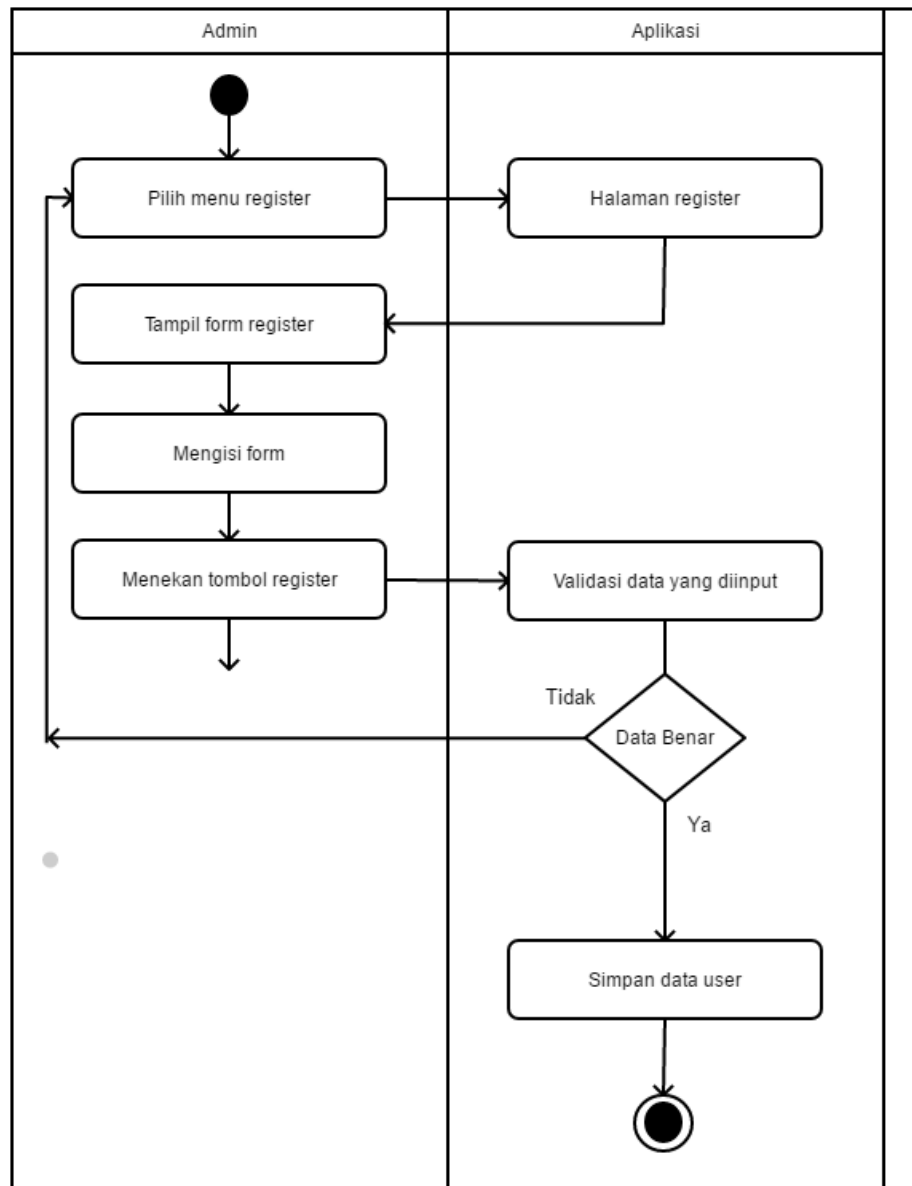 Admin
Aplikasi
Pilih menu register
Halaman register
Tampil form register
Mengisi form
Menekan tombol register
Validasi data yang diinput
Tidak
Data Benar
Ya
Simpan data user